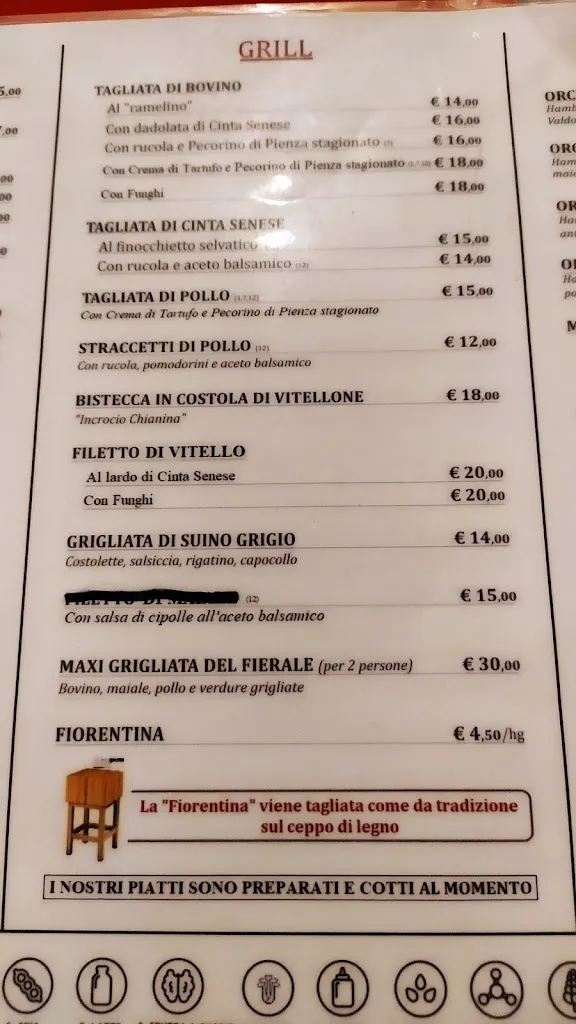 GRILL
TAGLIATA DI BOVINO
Al "ramelino" € 14,00
Con dadolata di Cinta Senese € 16,00
Con rucola e Pecorino di Pienza stagionato € 16,00
Con Crema di Tartufo e Pecorino di Pienza stagionato € 18,00
Con Funghi € 18,00
TAGLIATA DI CINTA SENESE
Al finocchietto selvatico € 15,00
Con rucola e aceto balsamico (12) € 14,00
TAGLIATA DI POLLO (1,7,12) € 15,00
Con Crema di Tartufo e Pecorino di Pienza stagionato
STRACCETTI DI POLLO (12) € 12,00
Con rucola, pomodorini e aceto balsamico
BISTECCA IN COSTOLA DI VITELLONE € 18,00
"Incrocio Chianina"
FILETTO DI VITELLO
Al lardo di Cinta Senese € 20,00
Con Funghi € 20,00
GRIGLIATA DI SUINO GRIGIO € 14,00
Costolette, salsiccia, rigatino, capocollo
(12) € 15,00
Con salsa di cipolle all'aceto balsamico
MAXI GRIGLIATA DEL FIERALE (per 2 persone) € 30,00
Bovino, maiale, pollo e verdure grigliate
FIORENTINA € 4,50/hg
La "Fiorentina" viene tagliata come da tradizione
sul ceppo di legno
I NOSTRI PIATTI SONO PREPARATI E COTTI AL MOMENTO